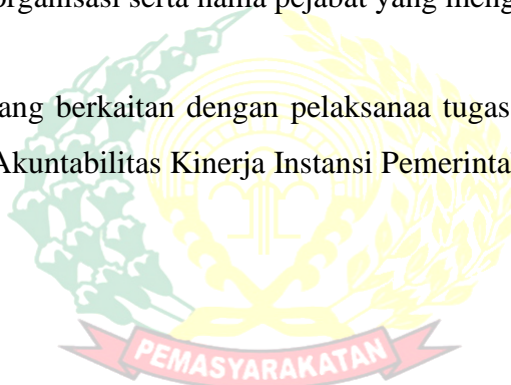 organisasi serta nama pejabat yang meng
ang berkaitan dengan pelaksanaa tugas
Akuntabilitas Kinerja Instansi Pemerinta
PEMASYARAKATAN